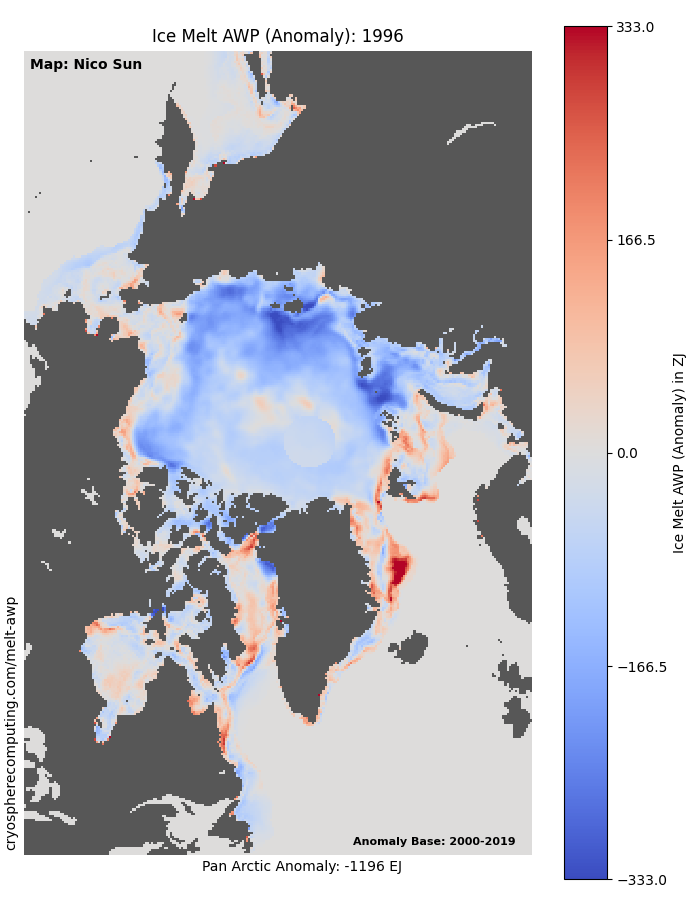 Ice Melt AWP (Anomaly): 1996
Map: Nico Sun
333.0
166.5
0.0
−166.5
−333.0
Ice Melt AWP (Anomaly) in ZJ
cryospherecomputing.com/melt-awp
Anomaly Base: 2000-2019
Pan Arctic Anomaly: -1196 EJ